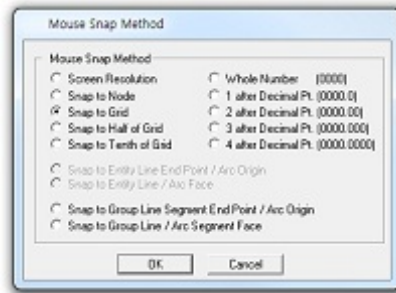 Mouse Snap Method
Mouse Snap Method
Screen Resolution
Snap to Node
Snap to Grid
Snap to Half of Grid
Snap to Tenth of Grid
Whole Number (0000)
1 after Decimal Pt. (0000.0)
2 after Decimal Pt. (0000.00)
3 after Decimal Pt. (0000.000)
4 after Decimal Pt. (0000.0000)
Snap to Entity Line End Point / Arc Origin
Snap to Entity Line / Arc Face
Snap to Group Line Segment End Point / Arc Origin
Snap to Group Line / Arc Segment Face
OK
Cancel